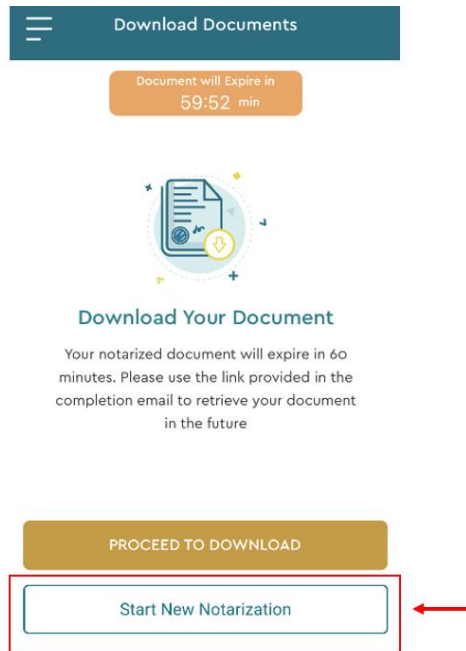 Download Documents
Document will Expire in
59:52 min
Download Your Document
Your notarized document will expire in 60
minutes. Please use the link provided in the
completion email to retrieve your document
in the future
PROCEED TO DOWNLOAD
Start New Notarization